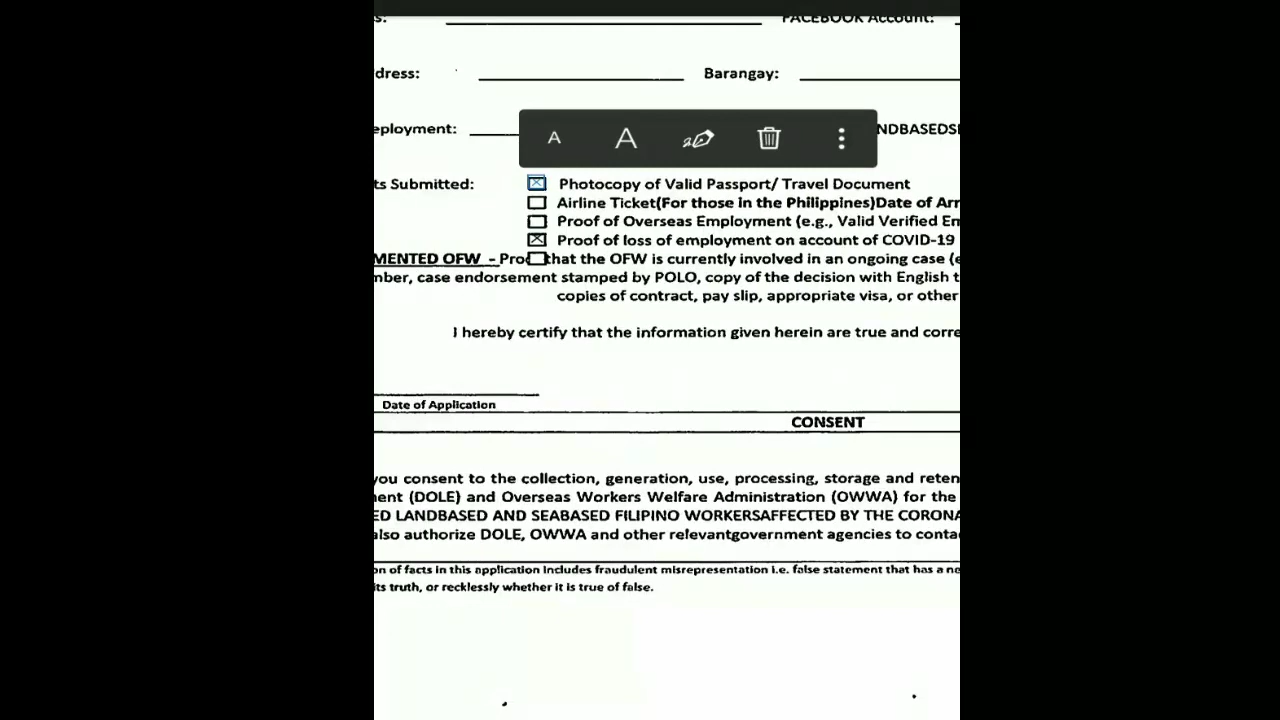 s: FACEBOOK Account:
dress: Barangay:
eployment: NDBASEDSE
ts Submitted: Photocopy of Valid Passport/ Travel Document
Airline Ticket(For those in the Philippines)Date of Arr
Proof of Overseas Employment (e.g., Valid Verified Em
Proof of loss of employment on account of COVID-19
MENTED OFW - Proo that the OFW is currently involved in an ongoing case (e
mber, case endorsement stamped by POLO, copy of the decision with English t
copies of contract, pay slip, appropriate visa, or other
I hereby certify that the information given herein are true and corre
Date of Application
CONSENT
you consent to the collection, generation, use, processing, storage and reten
ent (DOLE) and Overseas Workers Welfare Administration (OWWA) for the
ED LANDBASED AND SEABASED FILIPINO WORKERSAFFECTED BY THE CORONA
also authorize DOLE, OWWA and other relevantgovernment agencies to conta
on of facts in this application includes fraudulent misrepresentation i.e. false statement that has a ne
its truth, or recklessly whether it is true of false.